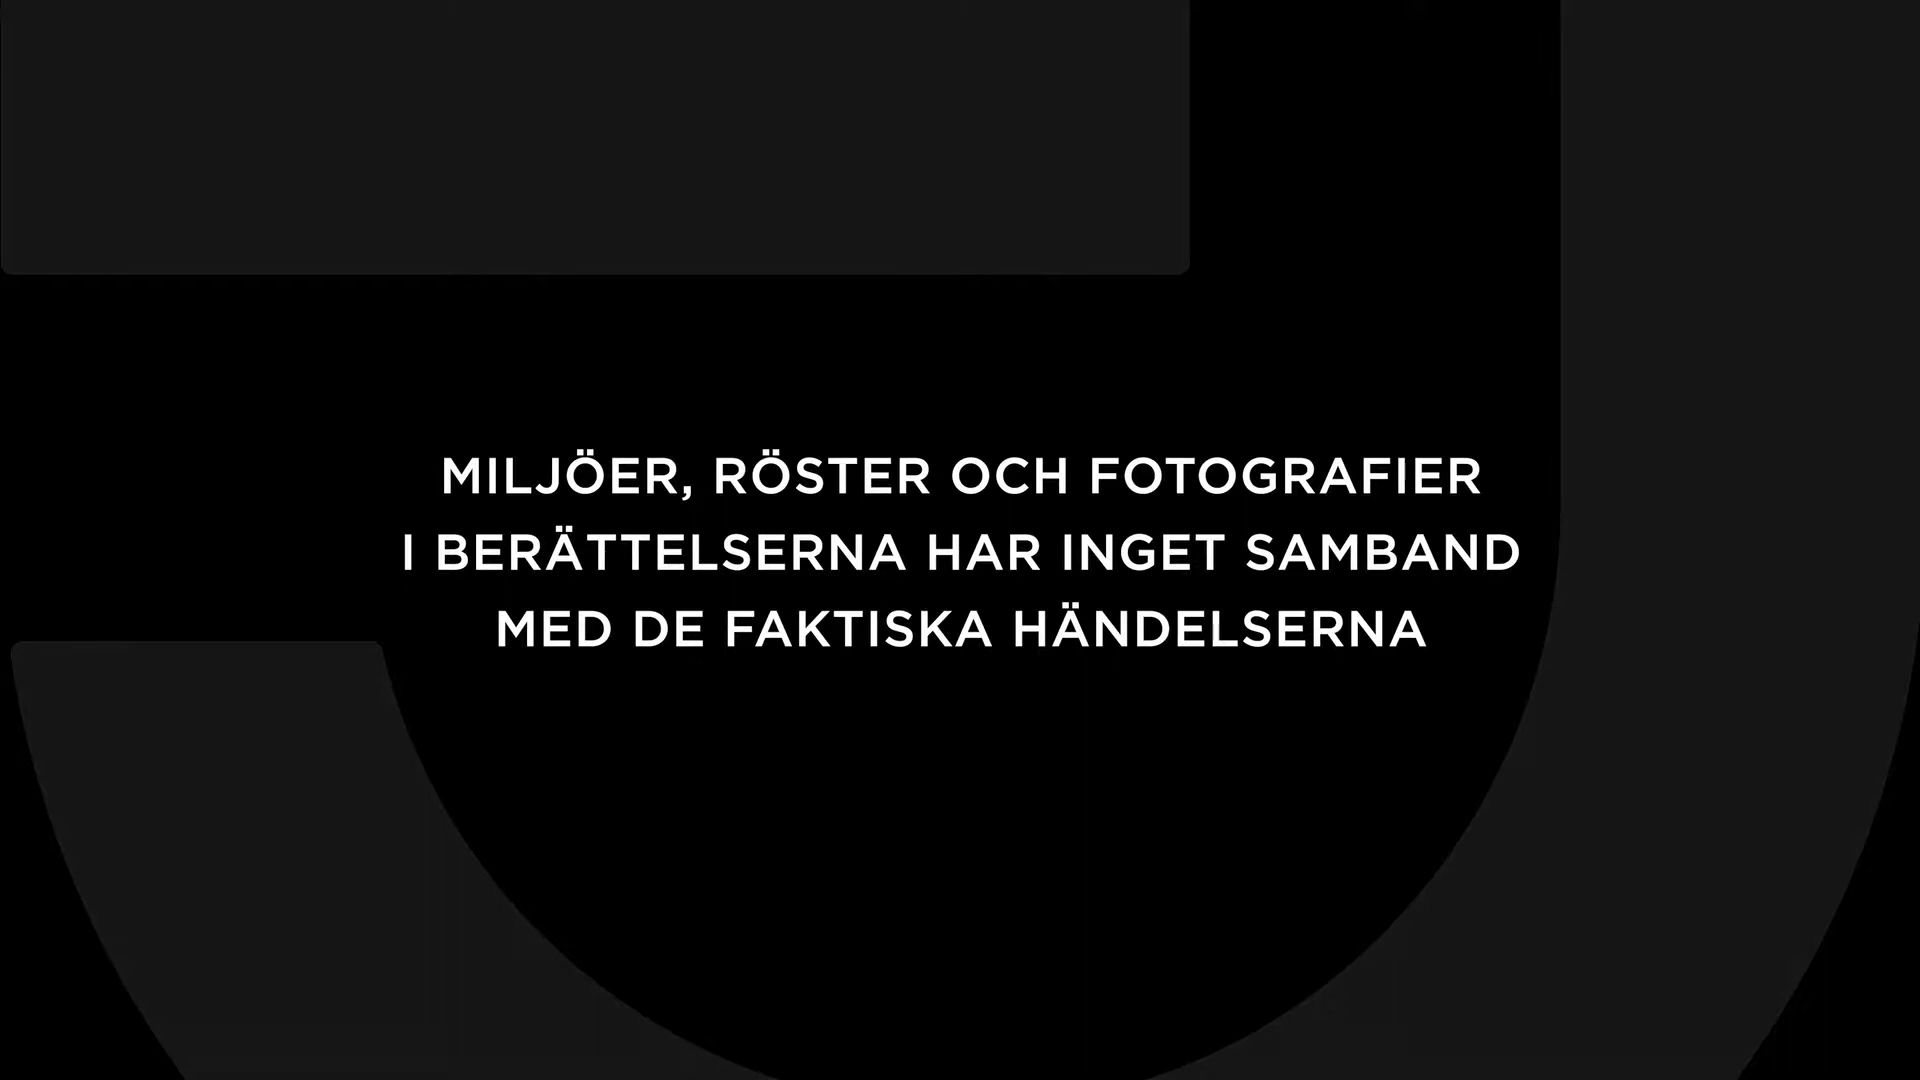 MILJÖER, RÖSTER OCH FOTOGRAFIER
I BERÄTTELSERNA HAR INGET SAMBAND
MED DE FAKTISKA HÄNDELSERNA